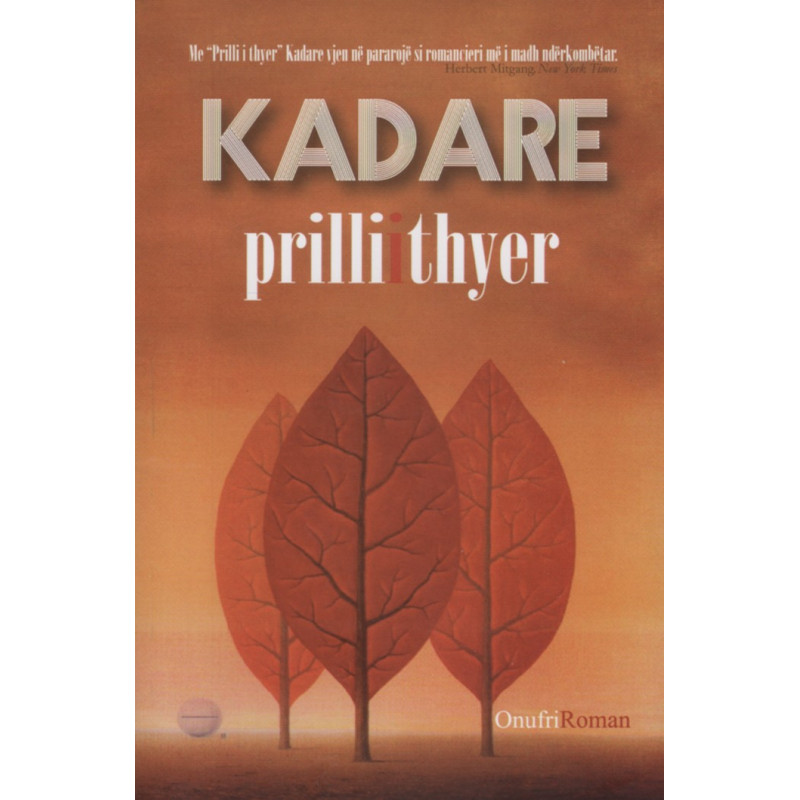 Me “Prilli i thyer” Kadare vjen në pararojë si romancieri më i madh ndërkombëtar.
Herbert Mitgang, New York Times
KADARE
prilliithyer
OnufriRoman